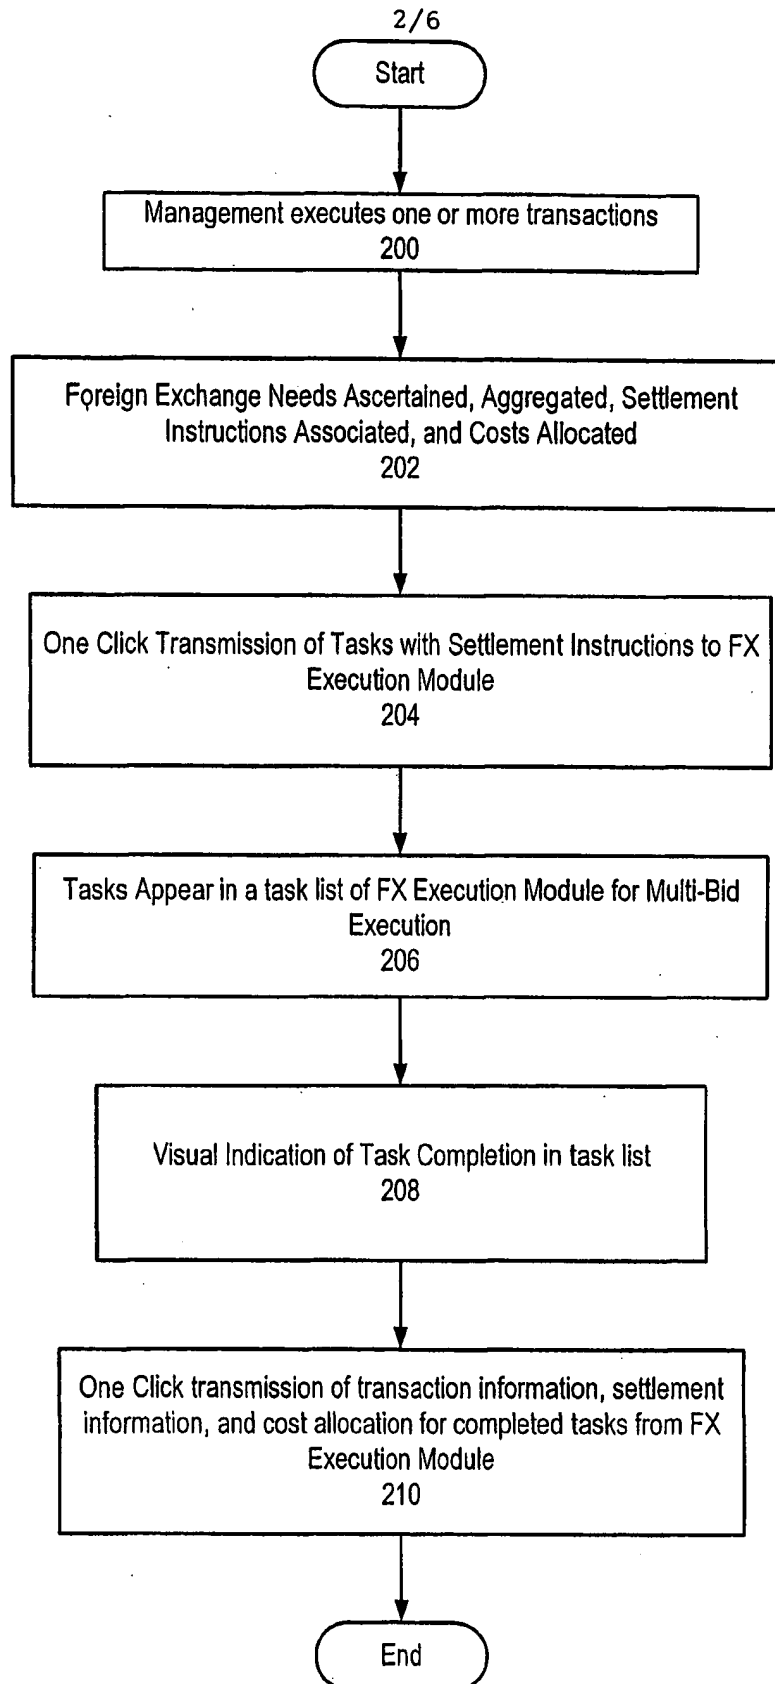 2/6
Start
Management executes one or more transactions
200
Foreign Exchange Needs Ascertained, Aggregated, Settlement
Instructions Associated, and Costs Allocated
202
One Click Transmission of Tasks with Settlement Instructions to FX
Execution Module
204
Tasks Appear in a task list of FX Execution Module for Multi-Bid
Execution
206
Visual Indication of Task Completion in task list
208
One Click transmission of transaction information, settlement
information, and cost allocation for completed tasks from FX
Execution Module
210
End